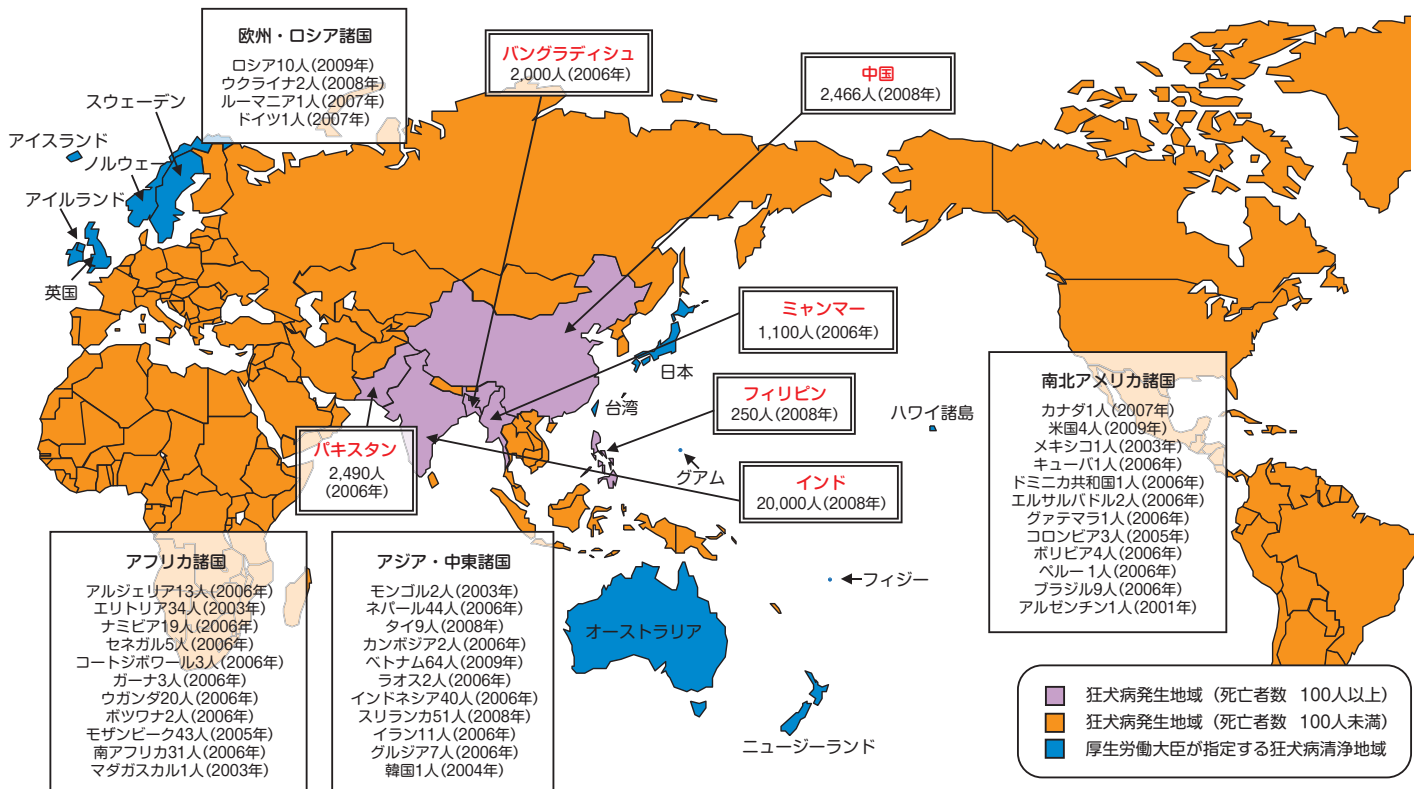 欧州・ロシア諸国
ロシア10人(2009年)
ウクライナ2人(2008年)
ルーマニア1人(2007年)
ドイツ1人(2007年)
バングラディシュ
2,000人(2006年)
中国
2,466人(2008年)
スウェーデン
アイスランド
ノルウェー
アイルランド
英国
ミャンマー
1,100人(2006年)
日本
台湾
フィリピン
250人(2008年)
ハワイ諸島
グアム
パキスタン
2,490人
(2006年)
インド
20,000人(2008年)
南北アメリカ諸国
カナダ1人(2007年)
米国4人(2009年)
メキシコ1人(2003年)
キューバ1人(2006年)
ドミニカ共和国1人(2006年)
エルサルバドル2人(2006年)
グァテマラ1人(2006年)
コロンビア3人(2005年)
ボリビア4人(2006年)
ペルー 1人(2006年)
ブラジル9人(2006年)
アルゼンチン1人(2001年)
アフリカ諸国
アルジェリア13人(2006年)
エリトリア34人(2003年)
ナミビア19人(2006年)
セネガル5人(2006年)
コートジボワール3人(2006年)
ガーナ3人(2006年)
ウガンダ20人(2006年)
ボツワナ2人(2006年)
モザンビーク43人(2005年)
南アフリカ31人(2006年)
マダガスカル1人(2003年)
アジア・中東諸国
モンゴル2人(2003年)
ネパール44人(2006年)
タイ9人(2008年)
カンボジア2人(2006年)
ベトナム64人(2009年)
ラオス2人(2006年)
インドネシア40人(2006年)
スリランカ51人(2008年)
イラン11人(2006年)
グルジア7人(2006年)
韓国1人(2004年)
フィジー
オーストラリア
ニュージーランド
狂犬病発生地域(死亡者数 100人以上)
狂犬病発生地域(死亡者数 100人未満)
厚生労働大臣が指定する狂犬病清浄地域